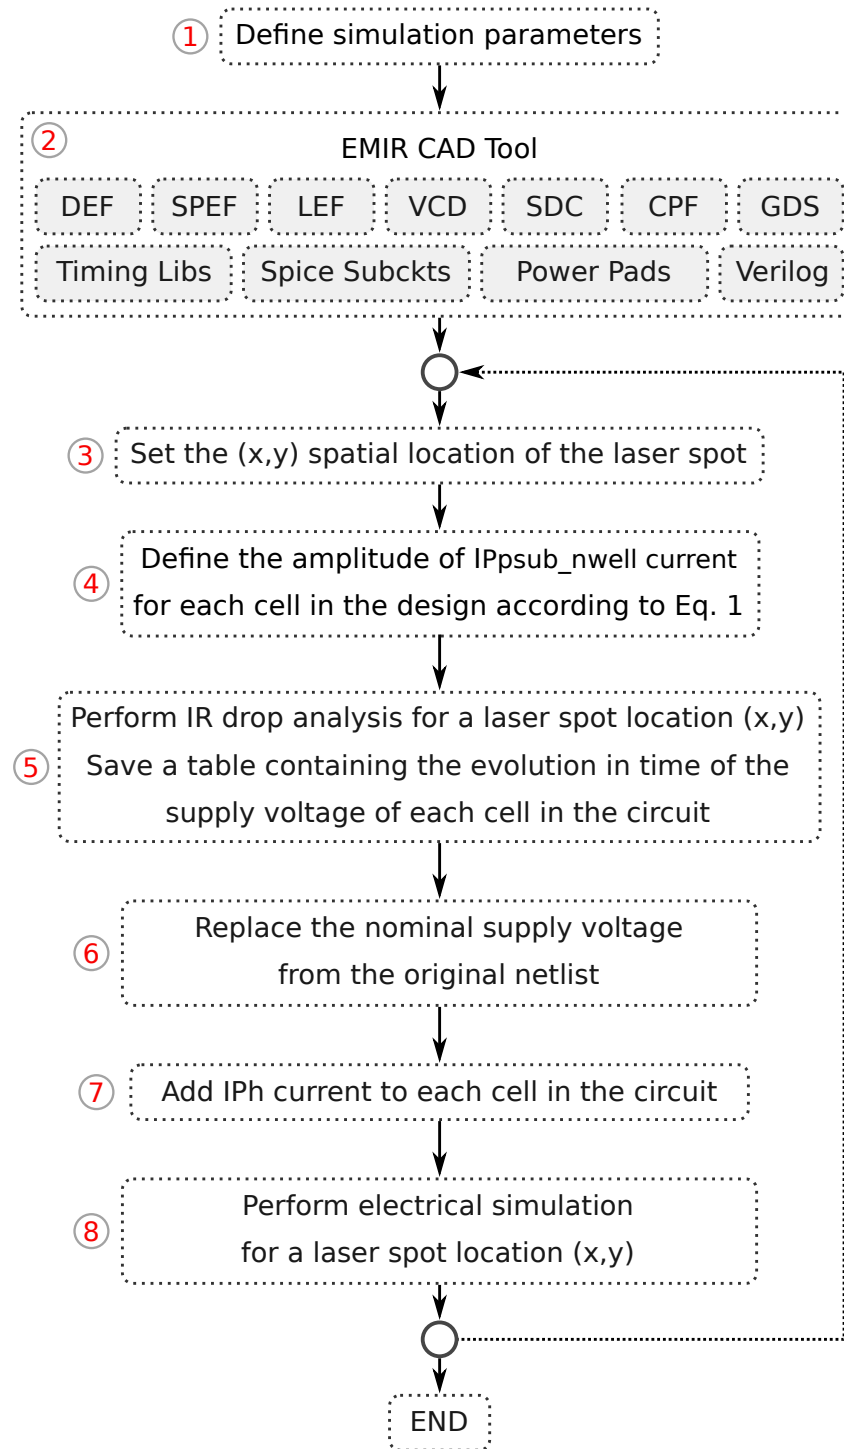 1 Define simulation parameters
2
EMIR CAD Tool
DEF SPEF LEF VCD SDC CPF GDS
Timing Libs Spice Subckts Power Pads Verilog
3 Set the (x,y) spatial location of the laser spot
Define the amplitude of IPpsub_nwell current
4
for each cell in the design according to Eq. 1
Perform IR drop analysis for a laser spot location (x,y)
5 Save a table containing the evolution in time of the
supply voltage of each cell in the circuit
Replace the nominal supply voltage
6
from the original netlist
7 Add IPh current to each cell in the circuit
Perform electrical simulation
8
for a laser spot location (x,y)
END